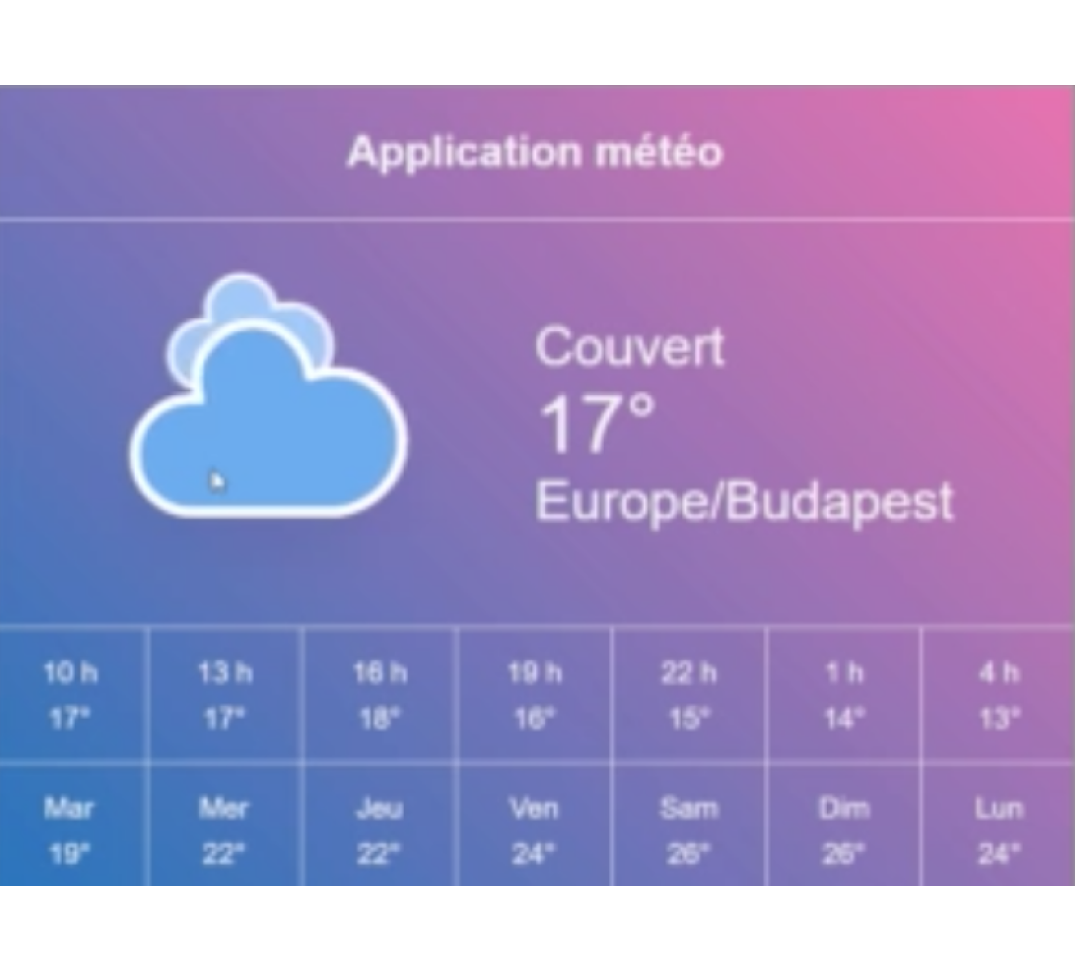 Application météo
Couvert
17°
Europe/Budapest
10 h 13 h 16 h 19 h 22 h 1 h 4 h
17° 17° 18° 16° 15° 14° 13°
Mar Mer Jeu Ven Sam Dim Lun
19° 22° 22° 24° 26° 26° 24°